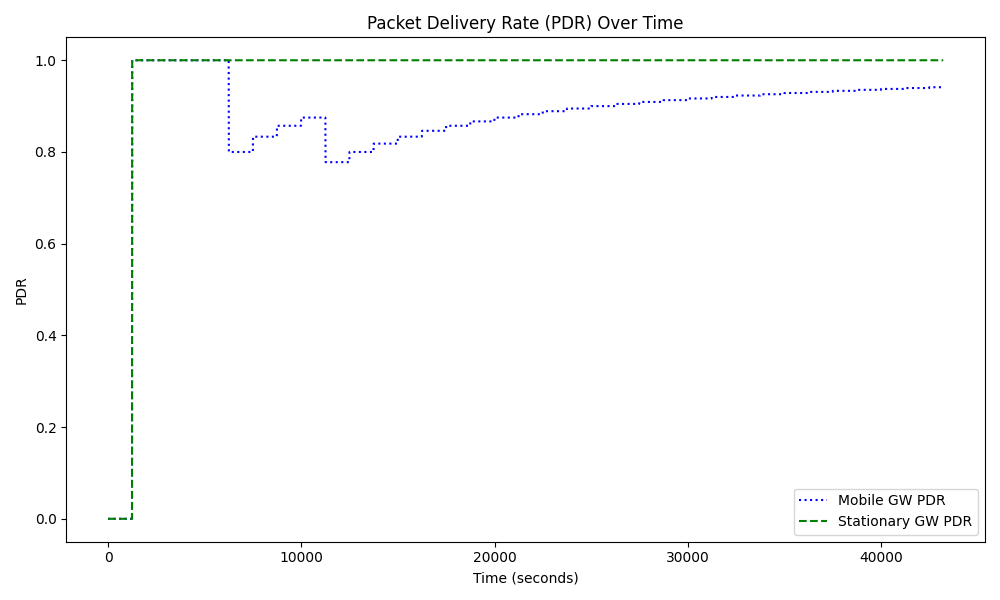 Packet Delivery Rate (PDR) Over Time
1.0
0.8
0.6
0.4
0.2
0.0
PDR
0 10000 20000 30000 40000
Time (seconds)
Mobile GW PDR
Stationary GW PDR